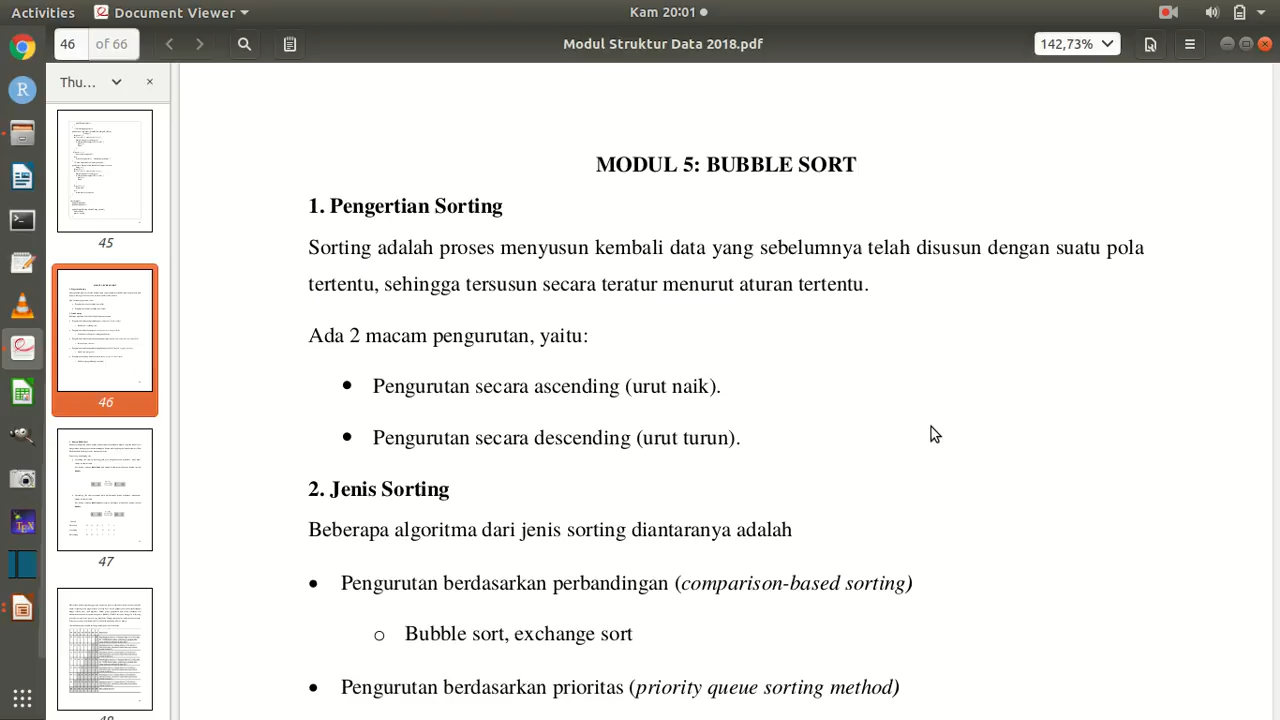 Activities Document Viewer Kam 20:01
46 of 66 Modul Struktur Data 2018.pdf 142,73%
Thu...
45
46
47
MODUL 5: BUBBLE SORT
1. Pengertian Sorting
Sorting adalah proses menyusun kembali data yang sebelumnya telah disusun dengan suatu pola
tertentu, sehingga tersusun secara teratur menurut aturan tertentu.
Ada 2 macam pengurutan, yaitu:
• Pengurutan secara ascending (urut naik).
• Pengurutan secara descending (urut turun).
2. Jenis Sorting
Beberapa algoritma dari jenis sorting diantaranya adalah
• Pengurutan berdasarkan perbandingan (comparison-based sorting)
○ Bubble sort, exchange sort
• Pengurutan berdasarkan prioritas (priority queue sorting method)